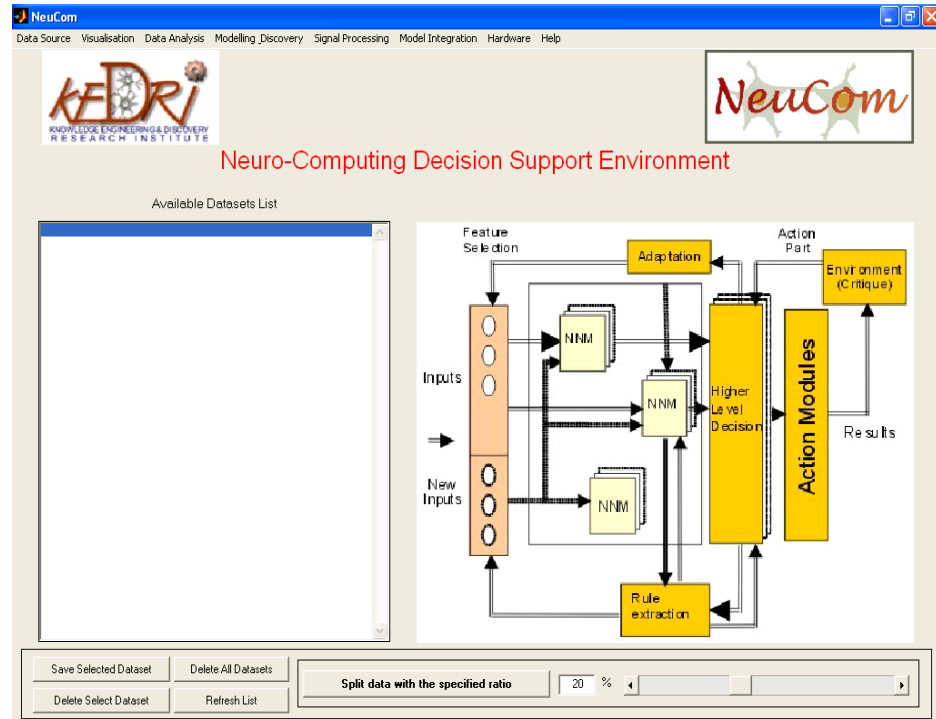 NeuCom
Data Source Visualisation Data Analysis Modelling_Discovery Signal Processing Model Integration Hardware Help
KEDRI
KNOWLEDGE ENGINEERING & DISCOVERY
RESEARCH INSTITUTE
NeuCom
Neuro-Computing Decision Support Environment
Available Datasets List
Feature
Selection
Adaptation
Action
Part
Environment
(Critique)
Inputs
NNM
NNM
Higher
Level
Decision
Action Modules
Results
New
Inputs
NNM
Rule
extraction
Save Selected Dataset
Delete All Datasets
Split data with the specified ratio
20 %
Delete Select Dataset
Refresh List